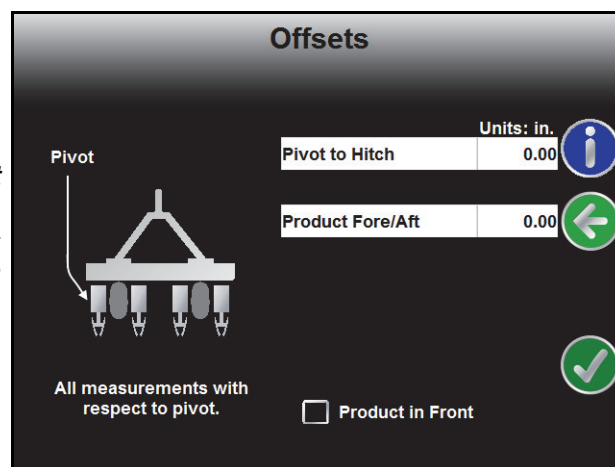 Offsets
Units: in.
Pivot
Pivot to Hitch 0.00
Product Fore/Aft 0.00
All measurements with
respect to pivot.
Product in Front